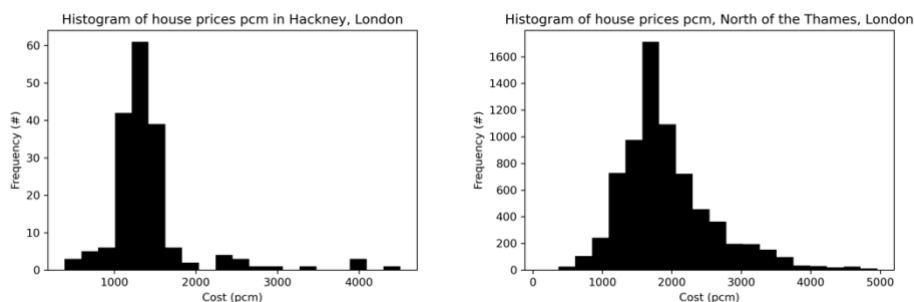 Histogram of house prices pcm in Hackney, London
Frequency (#)
60
50
40
30
20
10
0
1000 2000 3000 4000
Cost (pcm)
Histogram of house prices pcm, North of the Thames, London
Frequency (#)
1600
1400
1200
1000
800
600
400
200
0
0 1000 2000 3000 4000 5000
Cost (pcm)